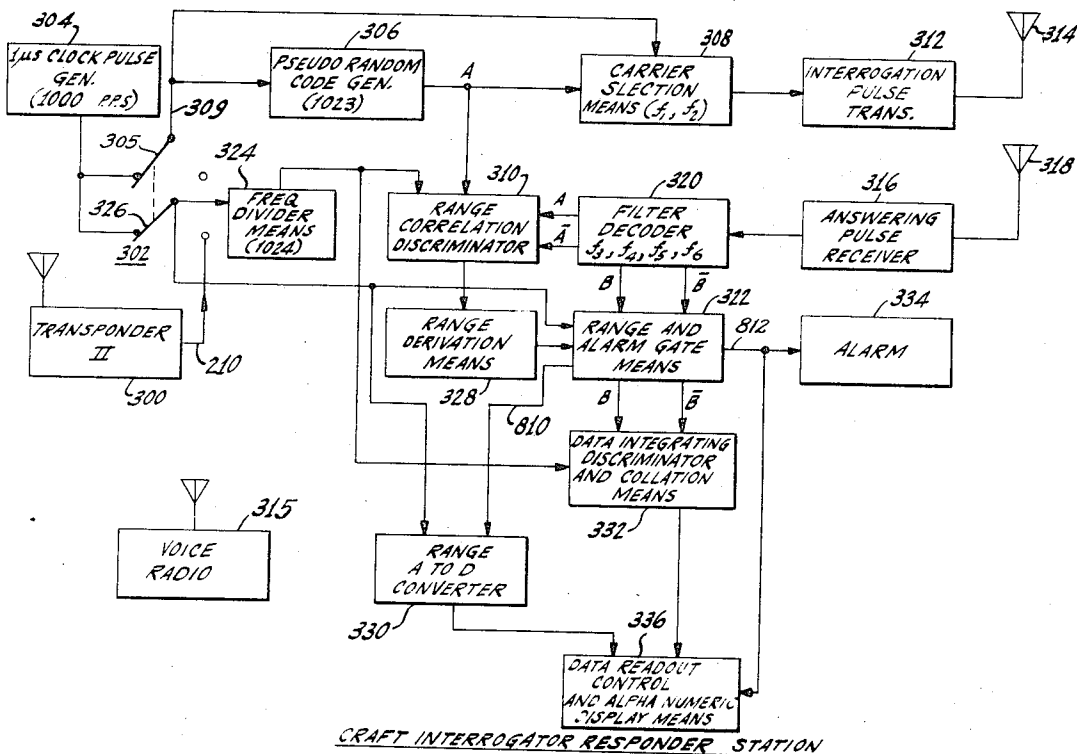 304
1 µs CLOCK PULSE
GEN.
(1000 P.P.S)
306
PSEUDO RANDOM
CODE GEN.
(1023)
A
308
CARRIER
SLECTION
MEANS (f1, f2)
312
INTERROGATION
PULSE
TRANS.
314
309
305
326
302
324
FREQ
DIVIDER
MEANS
(1024)
310
RANGE
CORRELATION
DISCRIMINATOR
A
A̅
320
FILTER
DECODER
f3, f4, f5, f6
316
ANSWERING
PULSE
RECEIVER
318
B
B̅
TRANSPONDER
II
300
210
RANGE
DERIVATION
MEANS
328
322
RANGE AND
ALARM GATE
MEANS
812
334
ALARM
810
B
B̅
DATA INTEGRATING
DISCRIMINATOR
AND COLLATION
MEANS
332
315
VOICE
RADIO
RANGE
A TO D
CONVERTER
330
336
DATA READOUT
CONTROL
AND ALPHA NUMERIC
DISPLAY MEANS
CRAFT INTERROGATOR RESPONDER STATION